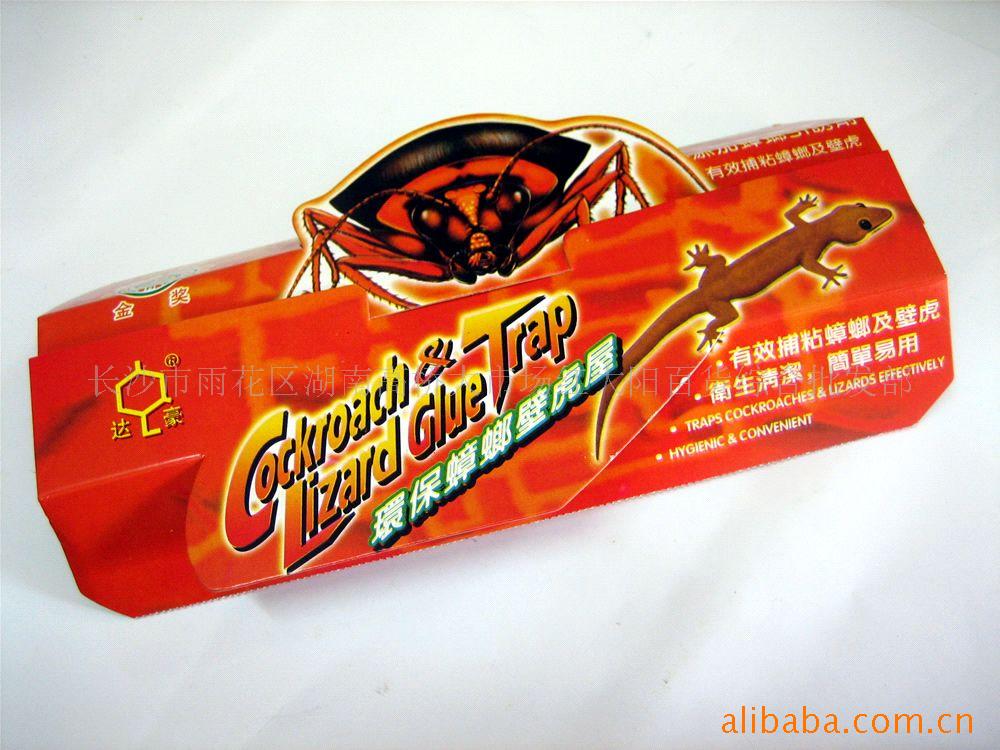 有效捕粘蟑螂及壁虎
金 奖
®
达 豪
Cockroach &
Lizard Glue Trap
環保蟑螂壁虎屋
· 有效捕粘蟑螂及壁虎
· 衛生清潔﹐簡單易用
• TRAPS COCKROACHES & LIZARDS EFFECTIVELY
• HYGIENIC & CONVENIENT
长沙市雨花区湖南
alibaba.com.cn